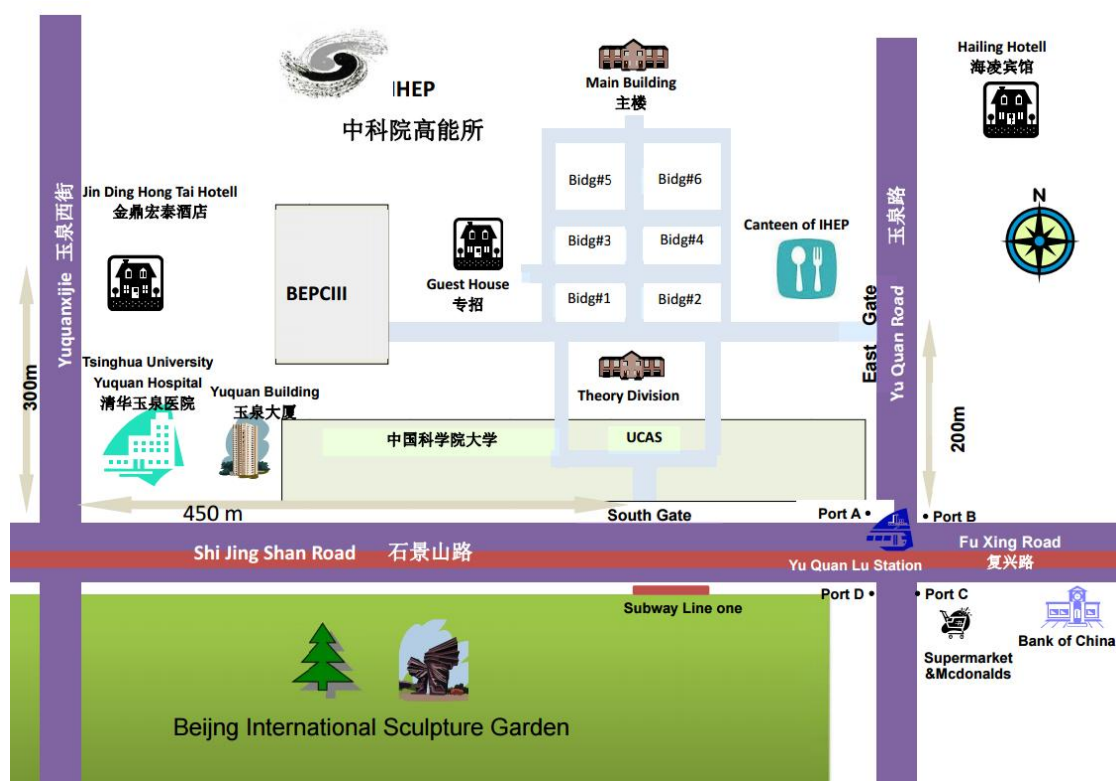 IHEP
中科院高能所
Main Building
主楼
Hailing Hotell
海凌宾馆
N
Yuquanxijie 玉泉西街
Jin Ding Hong Tai Hotell
金鼎宏泰酒店
Bidg#5
Bidg#6
Bidg#3
Bidg#4
Bidg#1
Bidg#2
Canteen of IHEP
Guest House
专招
BEPCIII
Yu Quan Road 玉泉路
East Gate
300m
200m
Tsinghua University
Yuquan Hospital
清华玉泉医院
Yuquan Building
玉泉大厦
Theory Division
中国科学院大学
UCAS
450 m
South Gate
Port A
Port B
Shi Jing Shan Road 石景山路
Fu Xing Road
复兴路
Yu Quan Lu Station
Port D
Port C
Subway Line one
Supermarket
&Mcdonalds
Bank of China
Beijng International Sculpture Garden